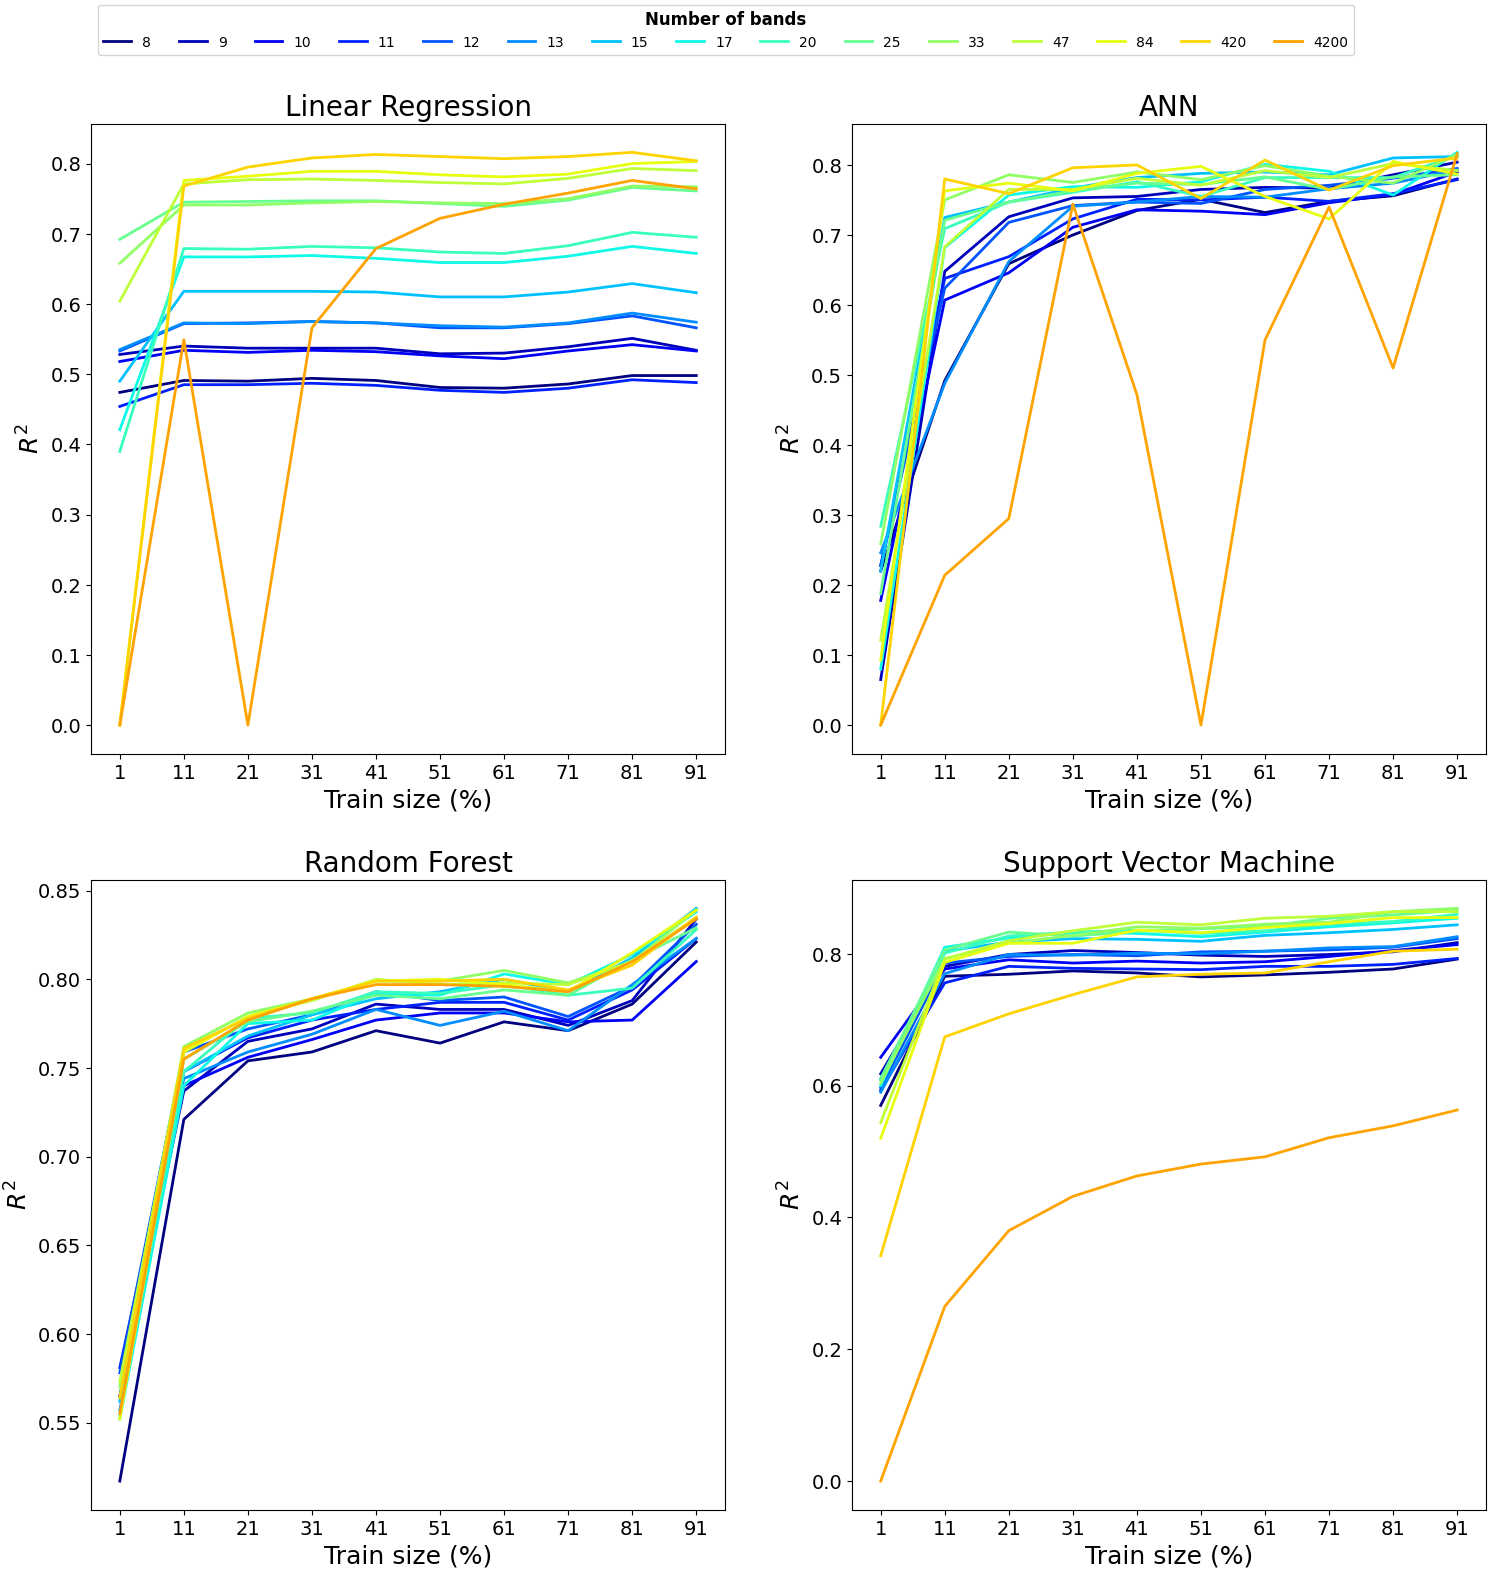 Number of bands
8 9 10 11 12 13 15 17 20 25 33 47 84 420 4200
Linear Regression
0.8
0.7
0.6
0.5
0.4
0.3
0.2
0.1
0.0
R²
1 11 21 31 41 51 61 71 81 91
Train size (%)
ANN
0.8
0.7
0.6
0.5
0.4
0.3
0.2
0.1
0.0
R²
1 11 21 31 41 51 61 71 81 91
Train size (%)
Random Forest
0.85
0.80
0.75
0.70
0.65
0.60
0.55
R²
1 11 21 31 41 51 61 71 81 91
Train size (%)
Support Vector Machine
0.8
0.6
0.4
0.2
0.0
R²
1 11 21 31 41 51 61 71 81 91
Train size (%)